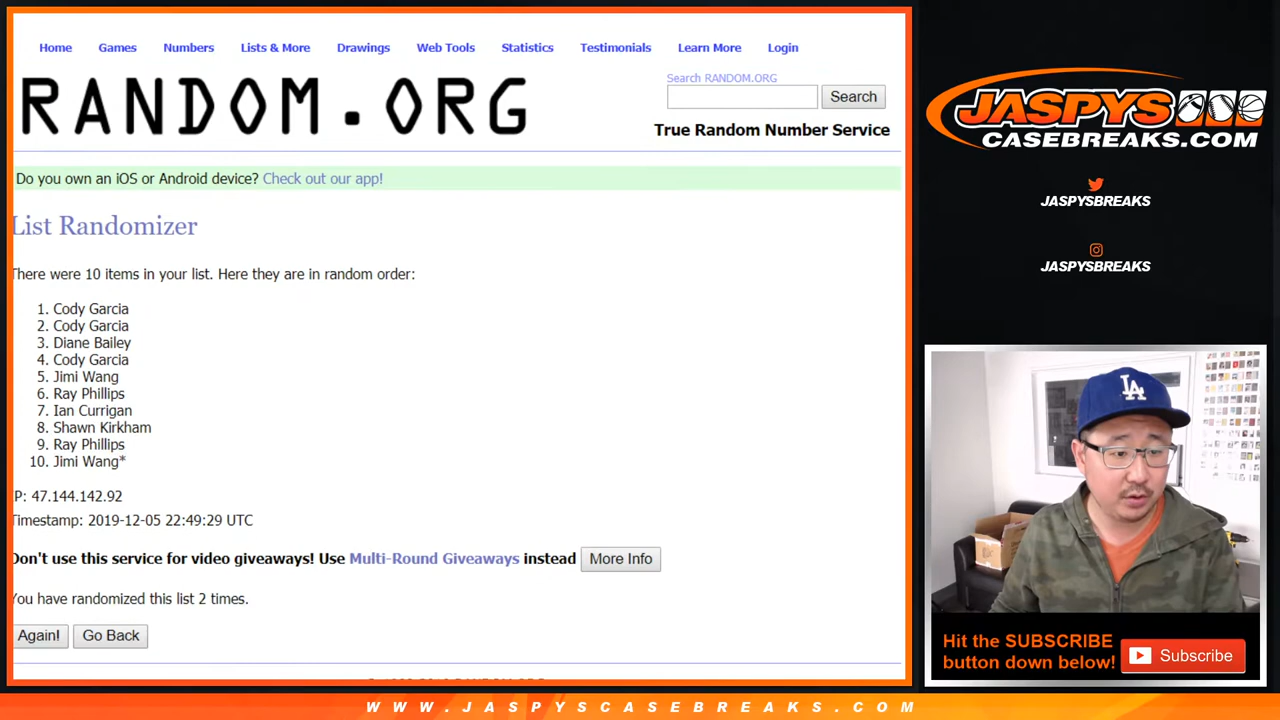 Home Games Numbers Lists & More Drawings Web Tools Statistics Testimonials Learn More Login
RANDOM.ORG
Search RANDOM.ORG
Search
True Random Number Service
Do you own an iOS or Android device? Check out our app!
List Randomizer
There were 10 items in your list. Here they are in random order:
1. Cody Garcia
2. Cody Garcia
3. Diane Bailey
4. Cody Garcia
5. Jimi Wang
6. Ray Phillips
7. Ian Currigan
8. Shawn Kirkham
9. Ray Phillips
10. Jimi Wang*
IP: 47.144.142.92
Timestamp: 2019-12-05 22:49:29 UTC
Don't use this service for video giveaways! Use Multi-Round Giveaways instead More Info
You have randomized this list 2 times.
Again! Go Back
JASPYS
CASEBREAKS.COM
JASPYSBREAKS
JASPYSBREAKS
LA
Hit the SUBSCRIBE
button down below!
Subscribe
WWW.JASPYSCASEBREAKS.COM